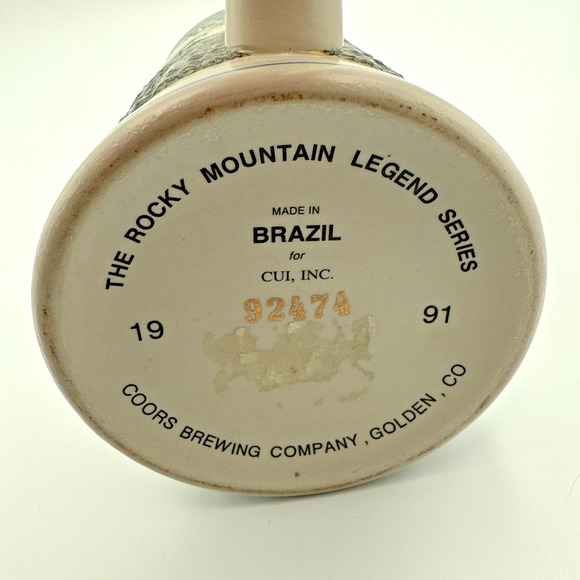 THE ROCKY MOUNTAIN LEGEND SERIES
MADE IN
BRAZIL
for
CUI, INC.
92474
19 91
COORS BREWING COMPANY, GOLDEN, CO